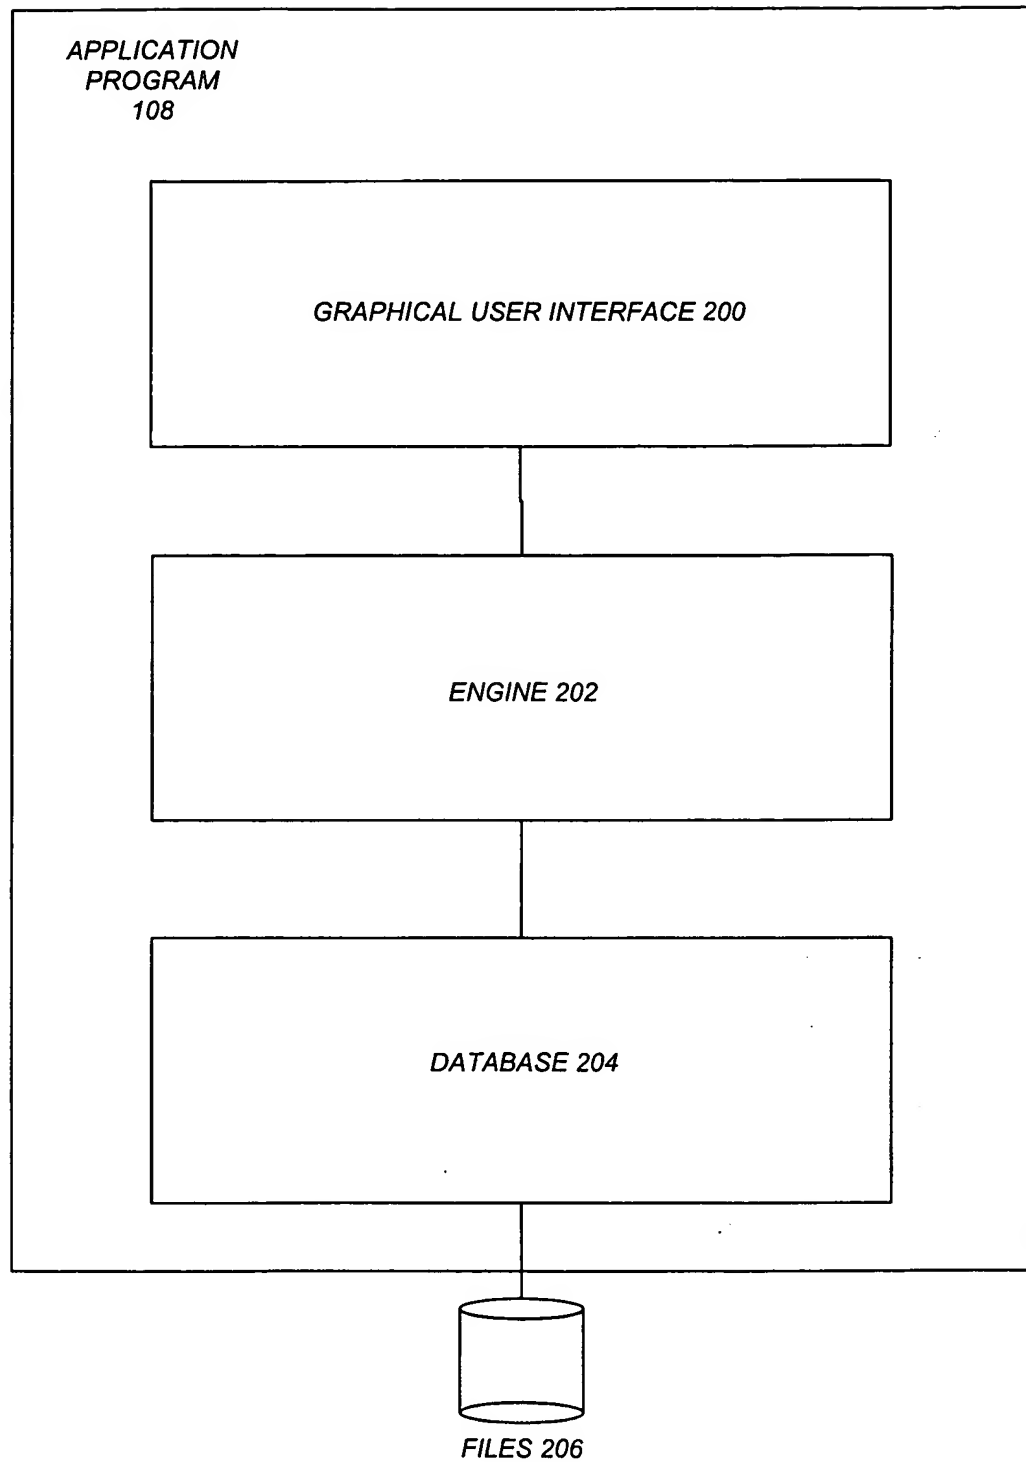 APPLICATION
PROGRAM
108
GRAPHICAL USER INTERFACE 200
ENGINE 202
DATABASE 204
FILES 206